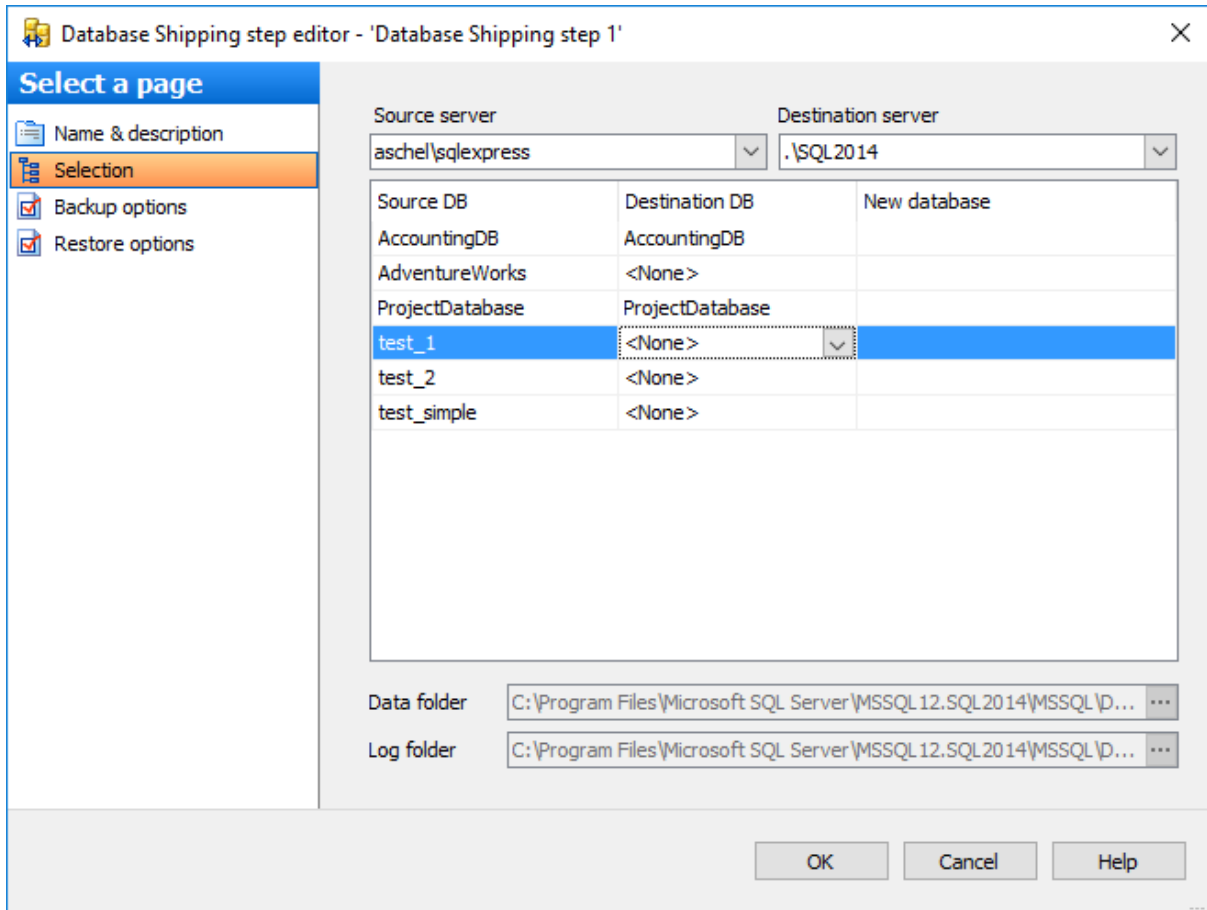 Database Shipping step editor - 'Database Shipping step 1'
Select a page
Name & description
Selection
Backup options
Restore options
Source server Destination server
aschel\sqlexpress .\SQL2014
Source DB Destination DB New database
AccountingDB AccountingDB
AdventureWorks <None>
ProjectDatabase ProjectDatabase
test_1 <None>
test_2 <None>
test_simple <None>
Data folder C:\Program Files\Microsoft SQL Server\MSSQL12.SQL2014\MSSQL\D... ...
Log folder C:\Program Files\Microsoft SQL Server\MSSQL12.SQL2014\MSSQL\D... ...
OK Cancel Help